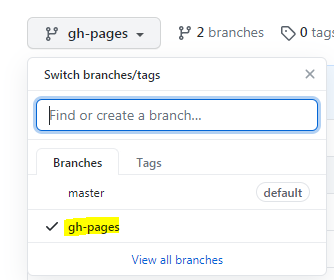 gh-pages 2 branches 0 tags
Switch branches/tags
Find or create a branch...
Branches Tags
master default
gh-pages
View all branches